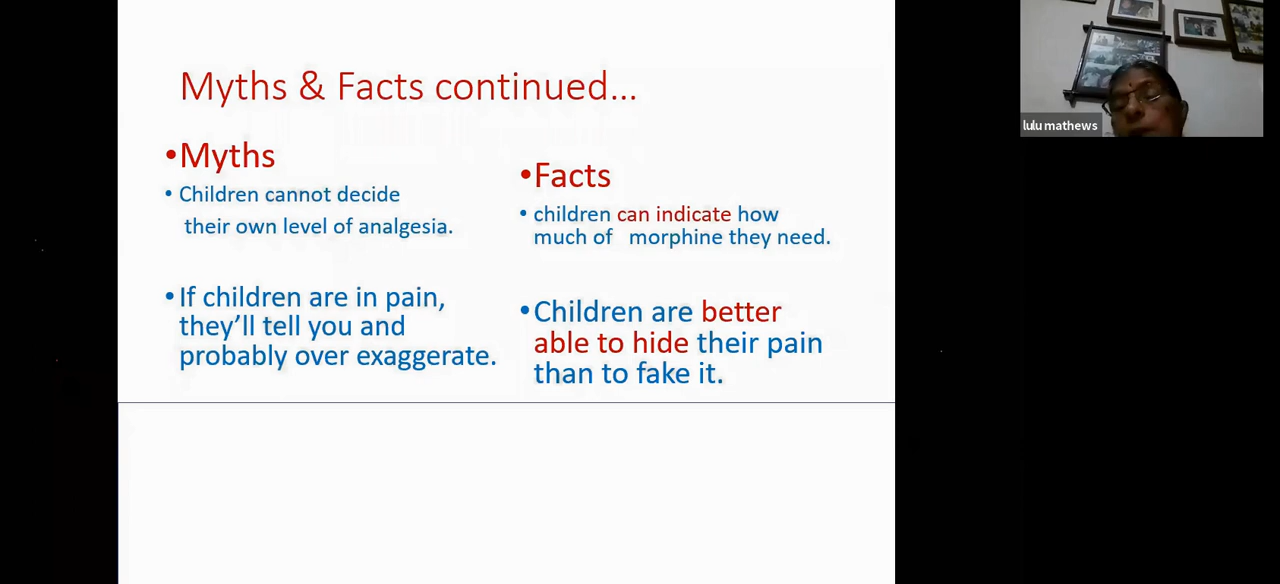 Myths & Facts continued...
•Myths
• Children cannot decide
their own level of analgesia.
•If children are in pain,
they'll tell you and
probably over exaggerate.
•Facts
• children can indicate how
much of morphine they need.
•Children are better
able to hide their pain
than to fake it.
lulu mathews